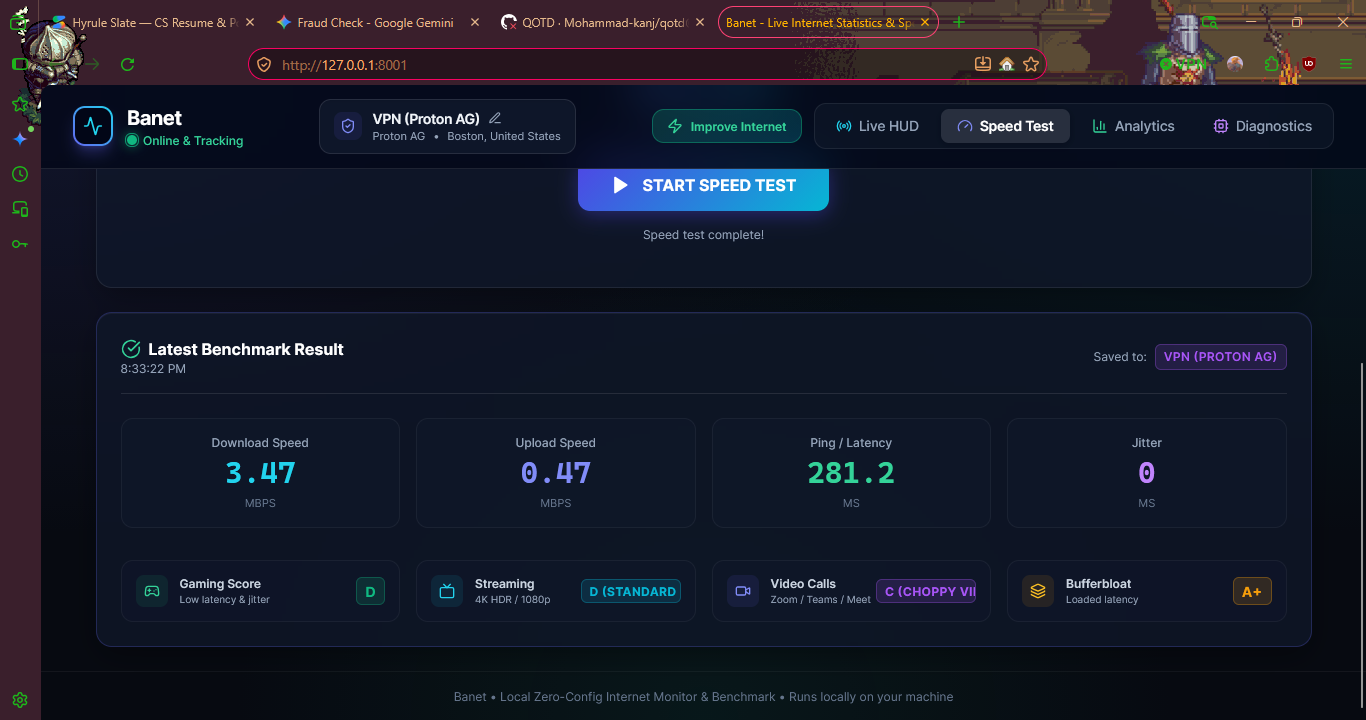 Hyrule Slate — CS Resume & P
Fraud Check - Google Gemini
QOTD · Mohammad-kanj/qotd
Banet - Live Internet Statistics & Sp
http://127.0.0.1:8001
VPN
UD
Banet
Online & Tracking
VPN (Proton AG)
Proton AG • Boston, United States
Improve Internet
Live HUD
Speed Test
Analytics
Diagnostics
START SPEED TEST
Speed test complete!
Latest Benchmark Result
8:33:22 PM
Saved to:
VPN (PROTON AG)
Download Speed
3.47
MBPS
Upload Speed
0.47
MBPS
Ping / Latency
281.2
MS
Jitter
0
MS
Gaming Score
Low latency & jitter
D
Streaming
4K HDR / 1080p
D (STANDARD
Video Calls
Zoom / Teams / Meet
C (CHOPPY VI
Bufferbloat
Loaded latency
A+
Banet • Local Zero-Config Internet Monitor & Benchmark • Runs locally on your machine